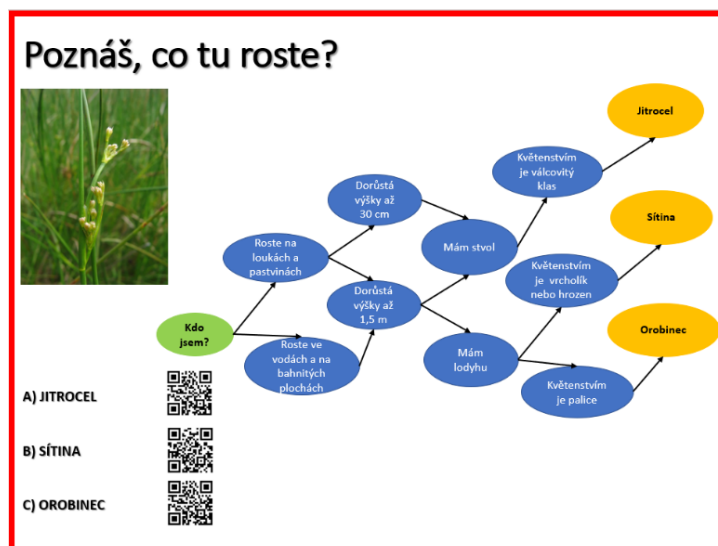 Poznáš, co tu roste?
Jitrocel
Květenstvím
je válcovitý
klas
Dorůstá
výšky až
30 cm
Sítina
Mám stvol
Roste na
loukách a
pastvinách
Květenstvím
je vrcholík
nebo hrozen
Dorůstá
výšky až
1,5 m
Kdo
jsem?
Orobinec
Roste ve
vodách a na
bahnitých
plochách
Mám
lodyhu
Květenstvím
je palice
A) JITROCEL
B) SÍTINA
C) OROBINEC